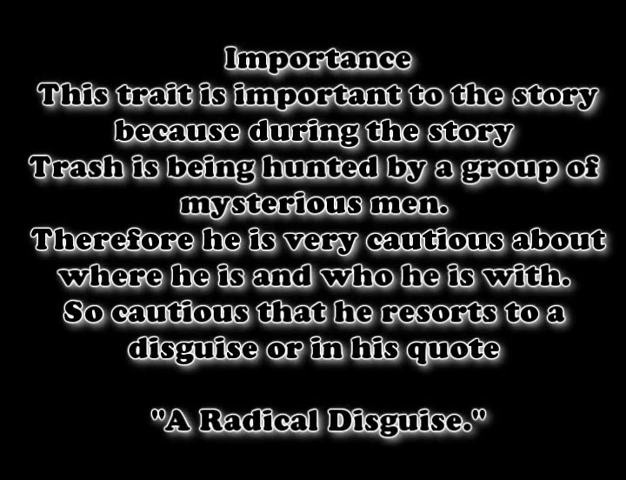 Importance
This trait is important to the story
because during the story
Trash is being hunted by a group of
mysterious men.
Therefore he is very cautious about
where he is and who he is with.
So cautious that he resorts to a
disguise or in his quote
"A Radical Disguise."